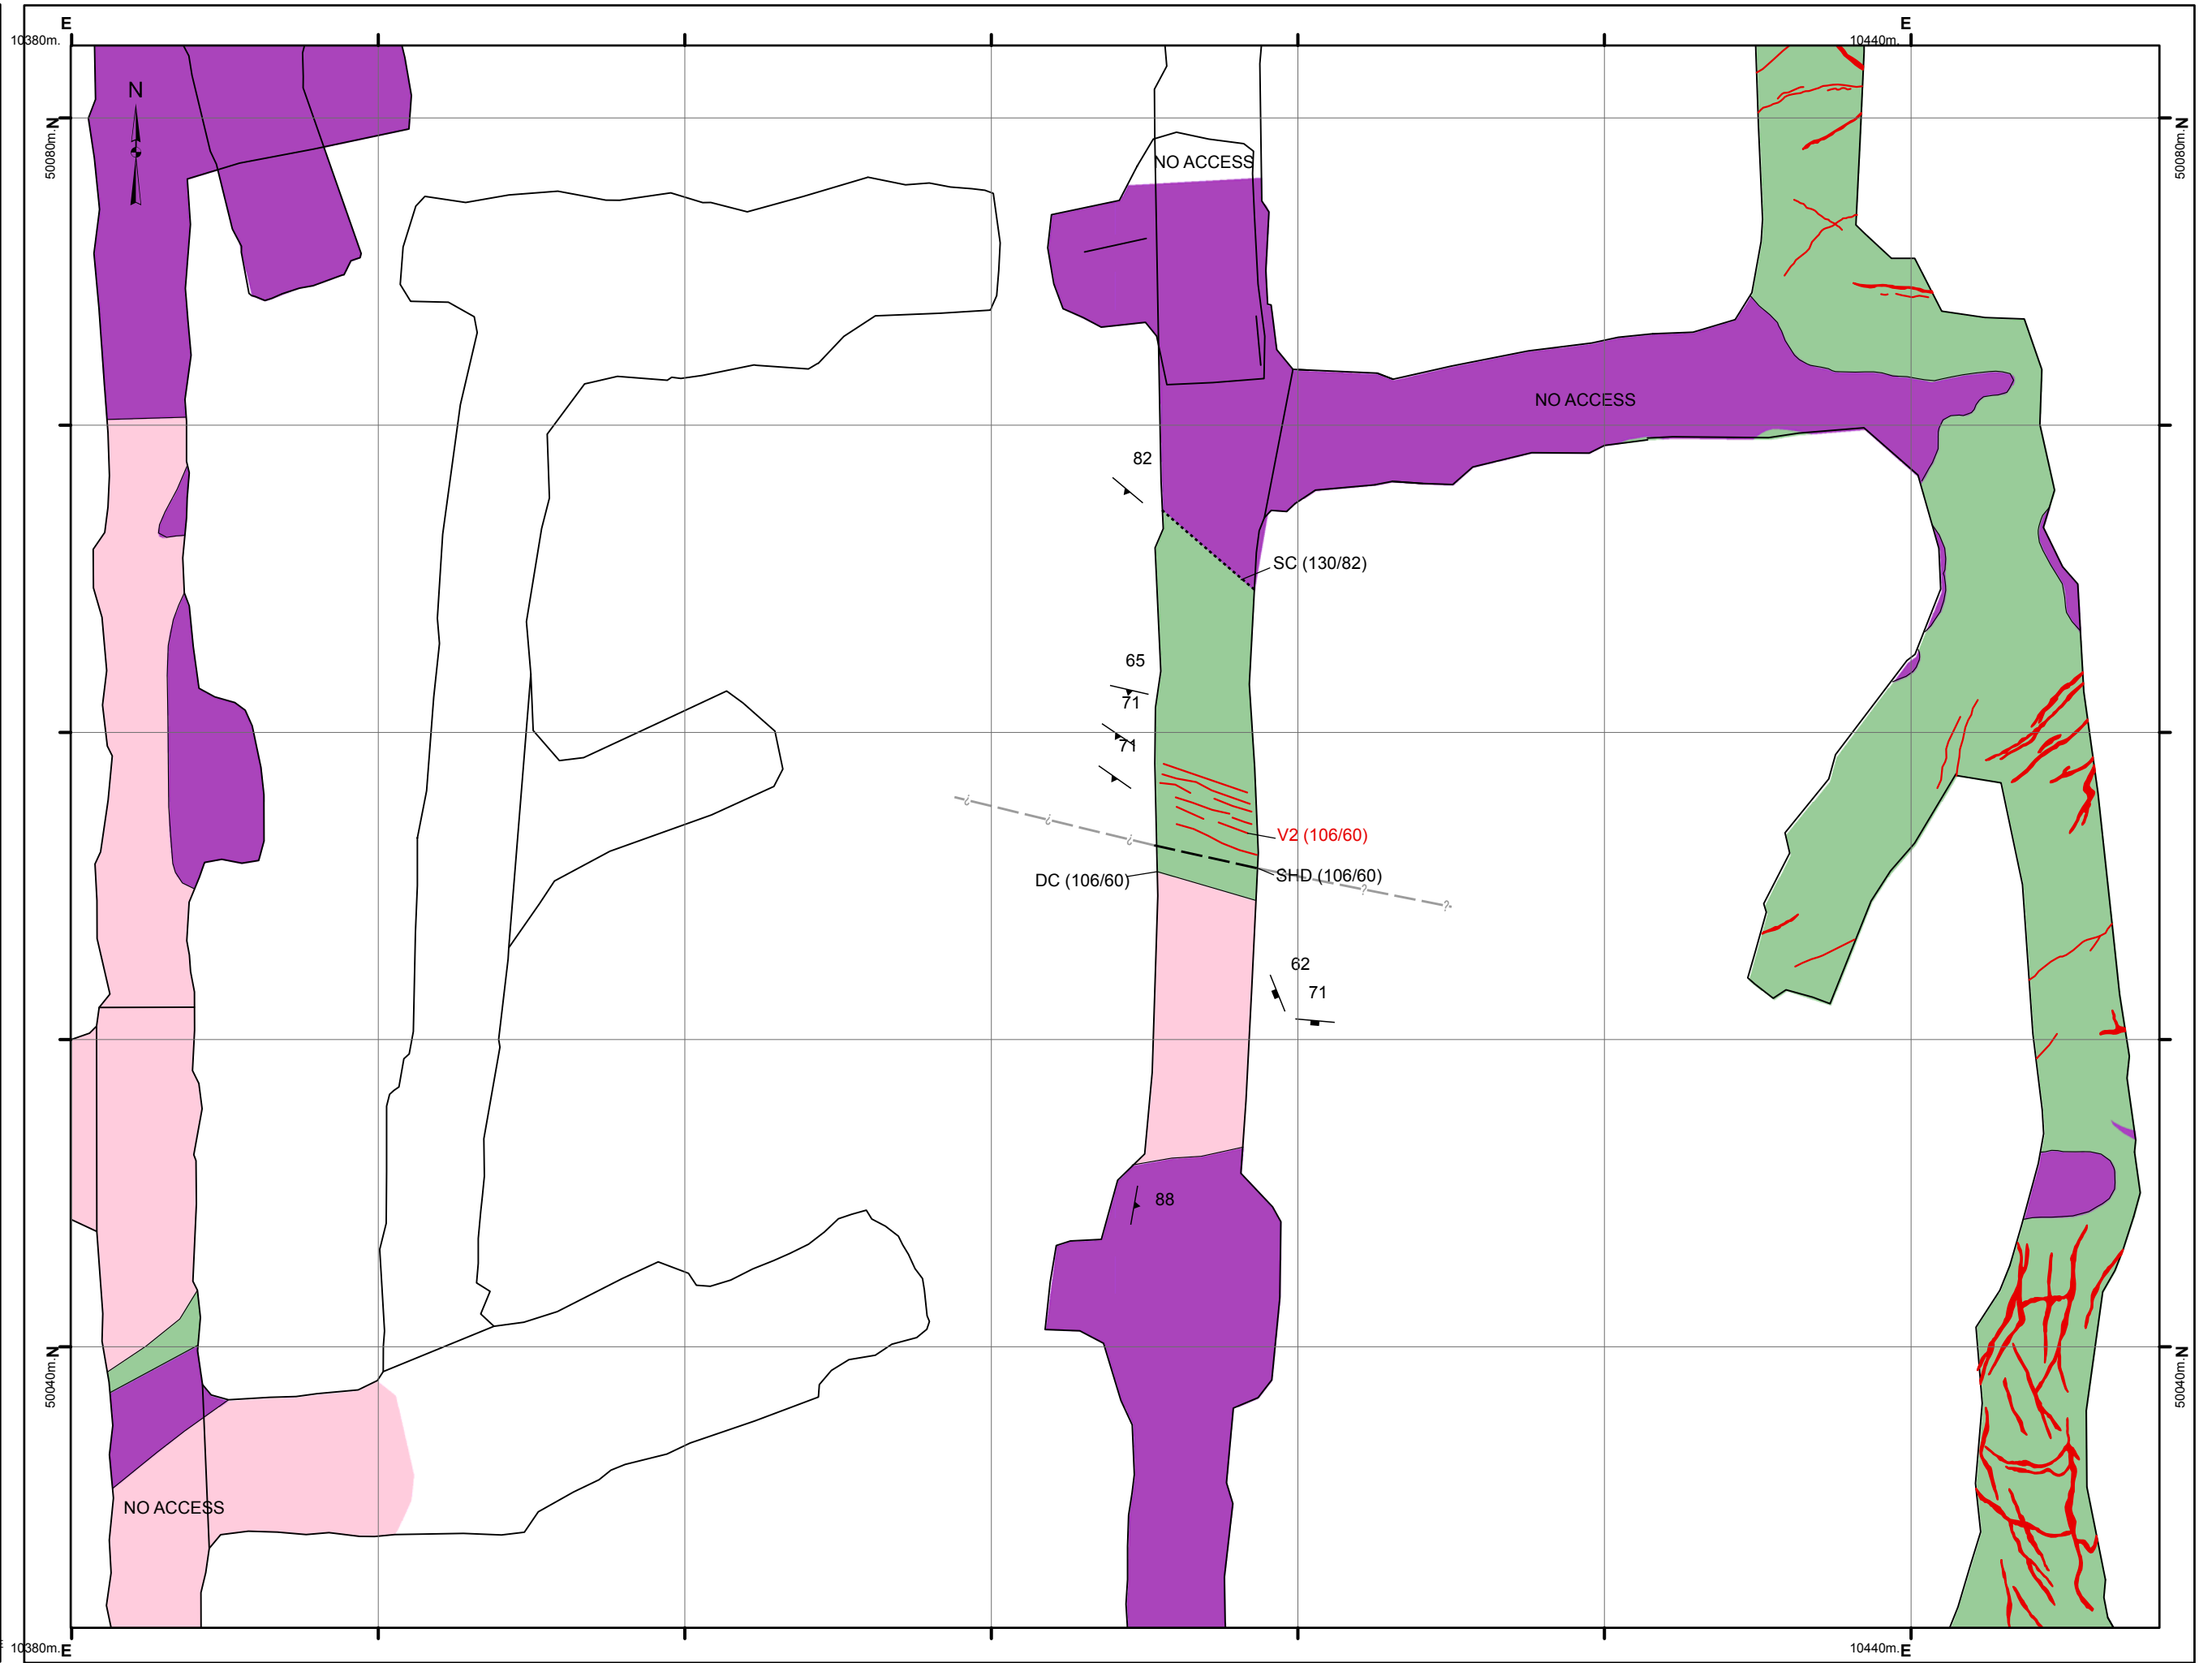 E
E
10380m.
10440m.
N
N
N
50080m.
50080m.
NO ACCESS
NO ACCESS
82
SC (130/82)
65
71
71
V2 (106/60)
DC (106/60)
SHD (106/60)
?
?
?
?
?
62
71
88
N
N
50040m.
50040m.
NO ACCESS
10380m.
E
10440m.
E